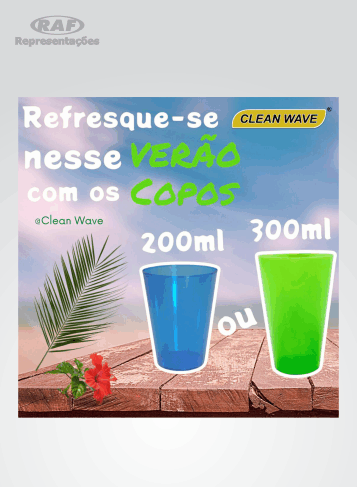 RAF
Representações
Refresque-se
CLEAN WAVE®
nesse VERÃO
com os COPOS
@Clean Wave
200ml
300ml
ou